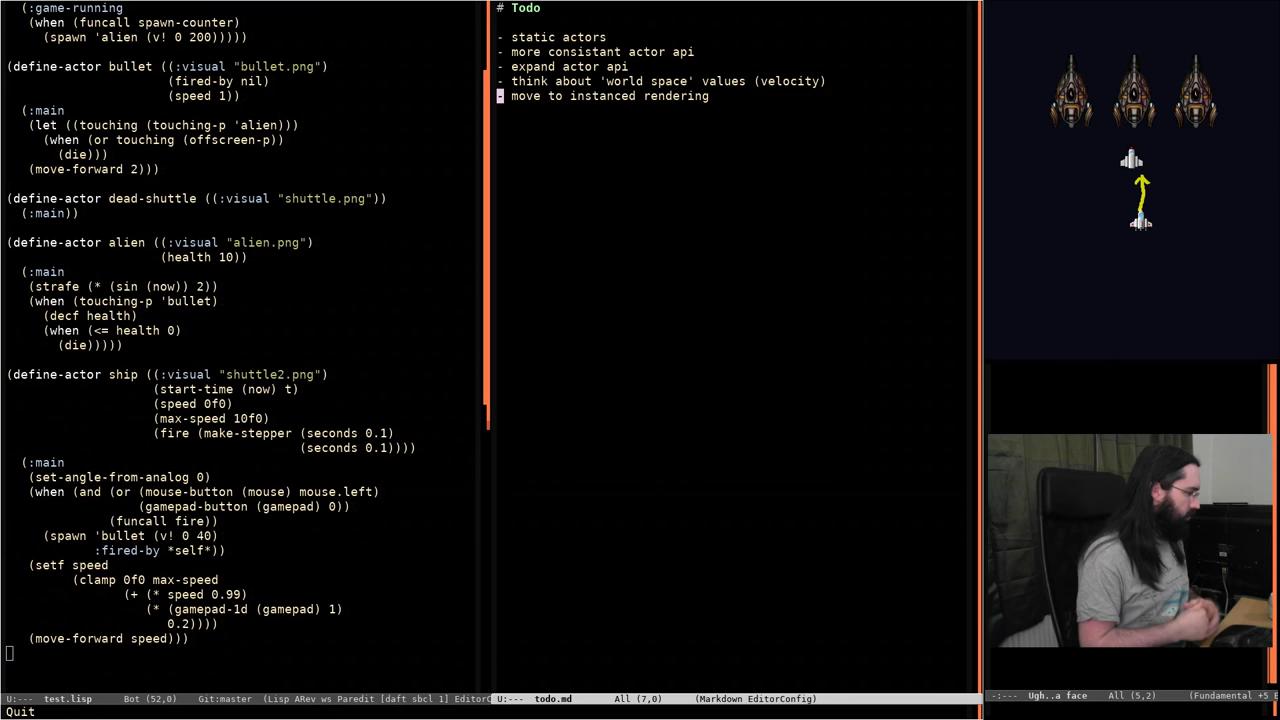 (:game-running
(when (funcall spawn-counter)
(spawn 'alien (v! 0 200)))))
(define-actor bullet ((:visual "bullet.png")
(fired-by nil)
(speed 1))
(:main
(let ((touching (touching-p 'alien)))
(when (or touching (offscreen-p))
(die)))
(move-forward 2)))
(define-actor dead-shuttle ((:visual "shuttle.png"))
(:main))
(define-actor alien ((:visual "alien.png")
(health 10))
(:main
(strafe (* (sin (now)) 2))
(when (touching-p 'bullet)
(decf health)
(when (<= health 0)
(die)))))
(define-actor ship ((:visual "shuttle2.png")
(start-time (now) t)
(speed 0f0)
(max-speed 10f0)
(fire (make-stepper (seconds 0.1)
(seconds 0.1))))
(:main
(set-angle-from-analog 0)
(when (and (or (mouse-button (mouse) mouse.left)
(gamepad-button (gamepad) 0))
(funcall fire))
(spawn 'bullet (v! 0 40)
:fired-by *self*))
(setf speed
(clamp 0f0 max-speed
(+ (* speed 0.99)
(* (gamepad-1d (gamepad) 1)
0.2))))
(move-forward speed)))
U:--- test.lisp Bot (52,0) Git:master (Lisp ARev ws Paredit [daft sbcl 1] EditorC
Quit
# Todo
- static actors
- more consistant actor api
- expand actor api
- think about 'world space' values (velocity)
- move to instanced rendering
U:--- todo.md All (7,0) (Markdown EditorConfig)
-:--- Ugh..a face All (5,2) (Fundamental +5 E